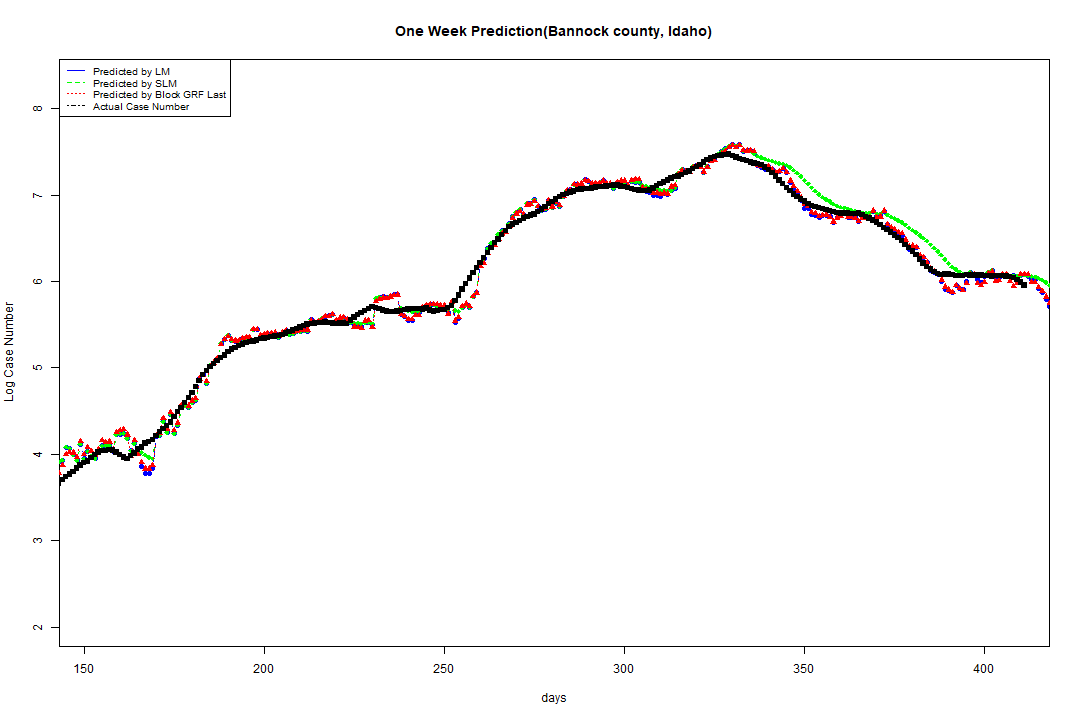 One Week Prediction(Bannock county, Idaho)
Predicted by LM
Predicted by SLM
Predicted by Block GRF Last
Actual Case Number
8
7
6
5
4
3
2
Log Case Number
150 200 250 300 350 400
days